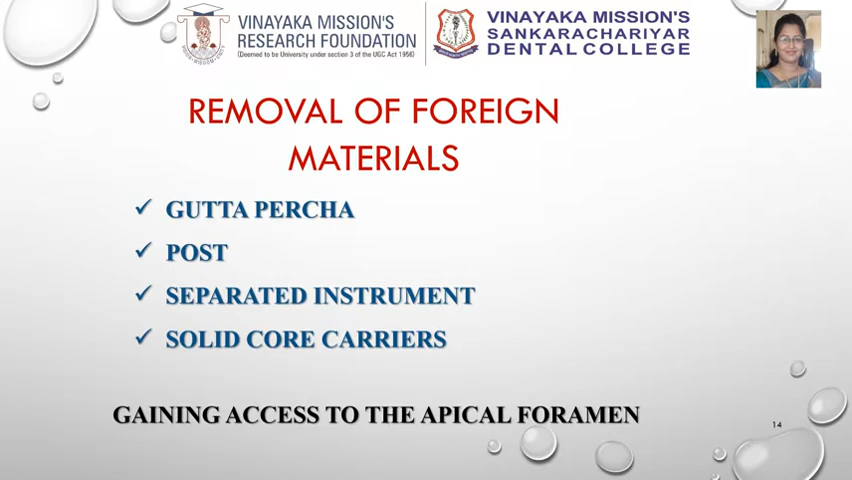 VINAYAKA MISSION'S
RESEARCH FOUNDATION
(Deemed to be University under section 3 of the UGC Act 1956)
VINAYAKA MISSION'S
SANKARACHARIYAR
DENTAL COLLEGE
REMOVAL OF FOREIGN
MATERIALS
✓ GUTTA PERCHA
✓ POST
✓ SEPARATED INSTRUMENT
✓ SOLID CORE CARRIERS
GAINING ACCESS TO THE APICAL FORAMEN
14